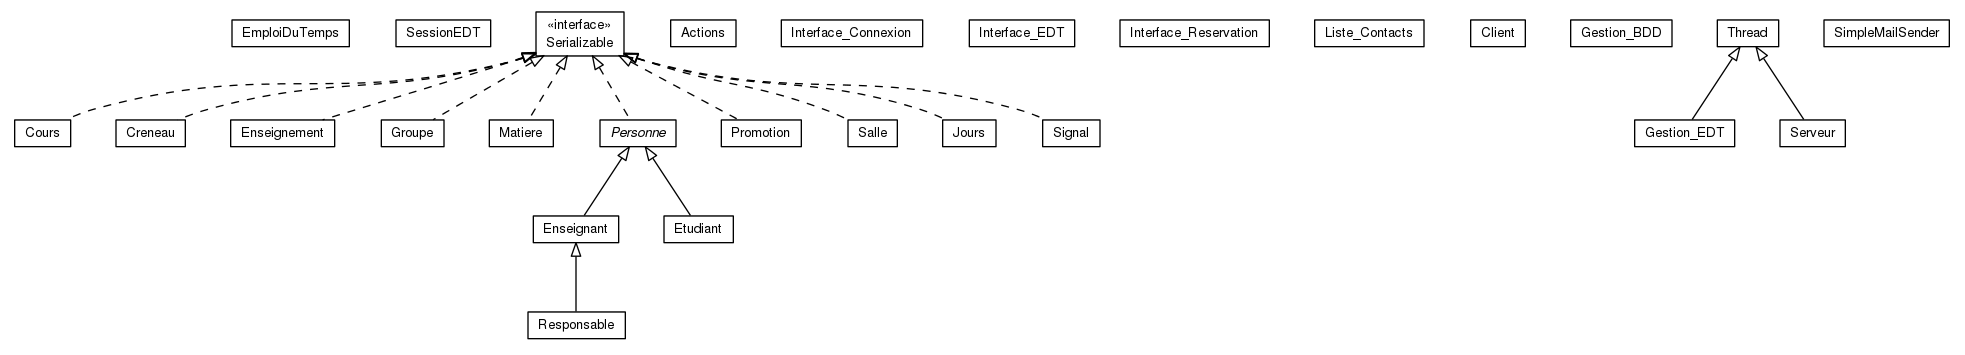 EmploiDuTemps
SessionEDT
«interface»
Serializable
Actions
Interface_Connexion
Interface_EDT
Interface_Reservation
Liste_Contacts
Client
Gestion_BDD
Thread
SimpleMailSender
Cours
Creneau
Enseignement
Groupe
Matiere
Personne
Promotion
Salle
Jours
Signal
Gestion_EDT
Serveur
Enseignant
Etudiant
Responsable